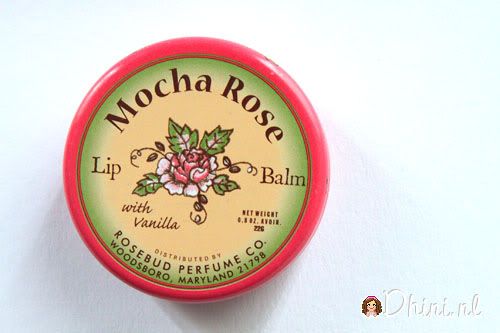 Mocha Rose
Lip Balm
with
Vanilla
NET WEIGHT
0.8 OZ. AVDIN.
22G
DISTRIBUTED BY
ROSEBUD PERFUME CO.
WOODSBORO, MARYLAND 21798
Dhini.nl